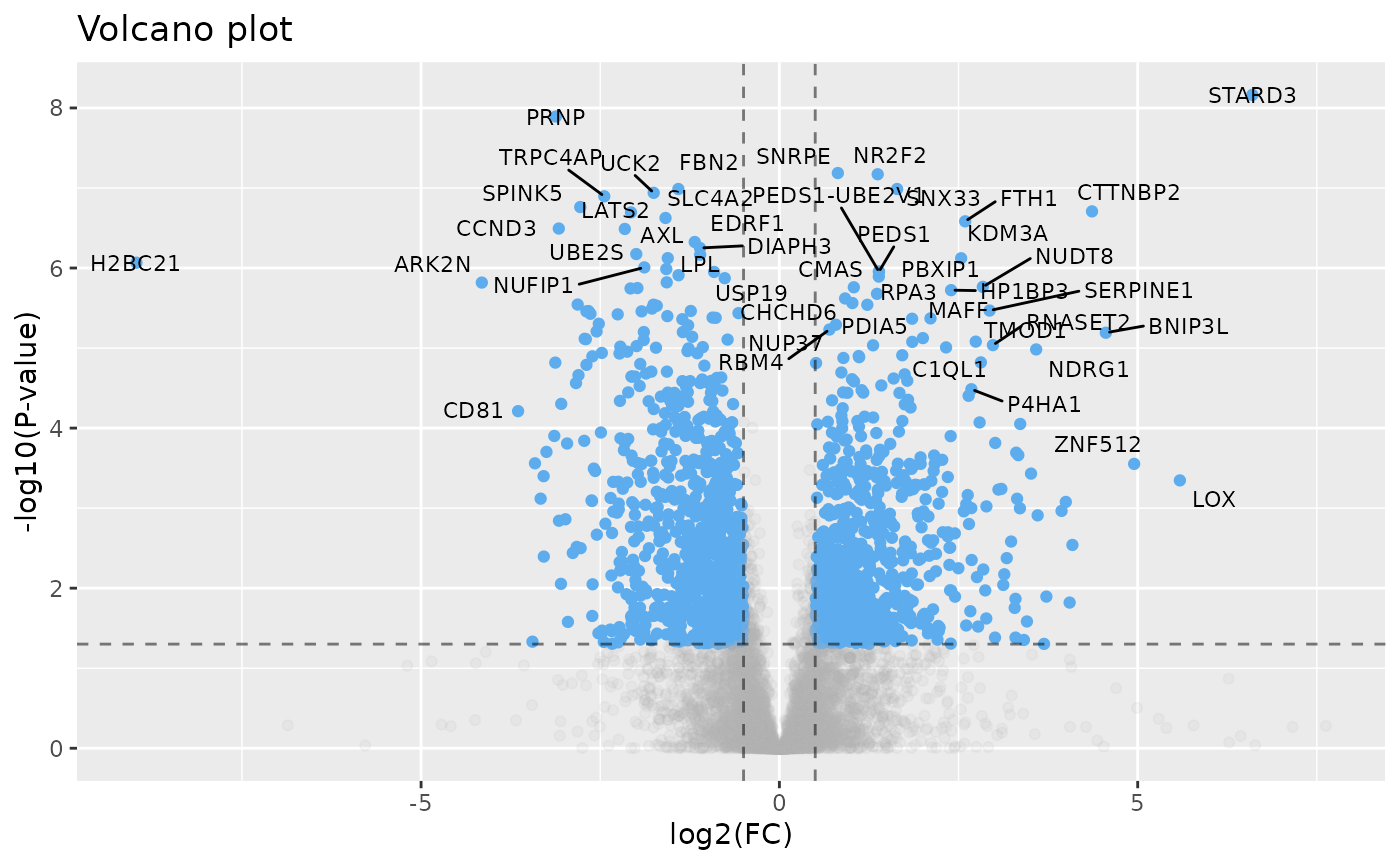 Volcano plot
STARD3
PRNP
TRPC4AP
UCK2
FBN2
SNRPE
NR2F2
SPINK5
LATS2
SLC4A2
PEDS1-UBE2V1
SNX33
FTH1
CTTNBP2
CCND3
AXL
EDRF1
PEDS1
KDM3A
UBE2S
DIAPH3
NUDT8
H2BC21
ARK2N
LPL
CMAS
PBXIP1
NUFIP1
USP19
RPA3
HP1BP3
SERPINE1
CHCHD6
MAFF
PDIA5
TMOD1
RNASET2
BNIP3L
NUP37
RBM4
C1QL1
NDRG1
CD81
P4HA1
ZNF512
LOX
8
6
4
2
0
-5
0
5
log2(FC)
-log10(P-value)